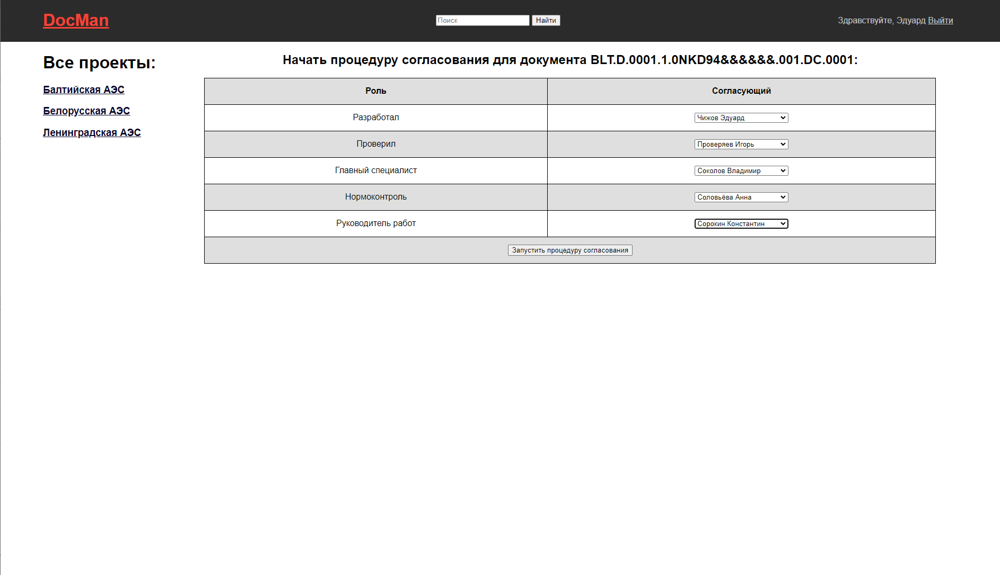 DocMan
Поиск
Найти
Здравствуйте, Эдуард Выйти
Все проекты:
Балтийская АЭС
Белорусская АЭС
Ленинградская АЭС
Начать процедуру согласования для документа BLT.D.0001.1.0NKD94&&&&&&.001.DC.0001:
Роль Согласующий
Разработал Чижов Эдуард
Проверил Проверяев Игорь
Главный специалист Соколов Владимир
Нормоконтроль Соловьёва Анна
Руководитель работ Сорокин Константин
Запустить процедуру согласования